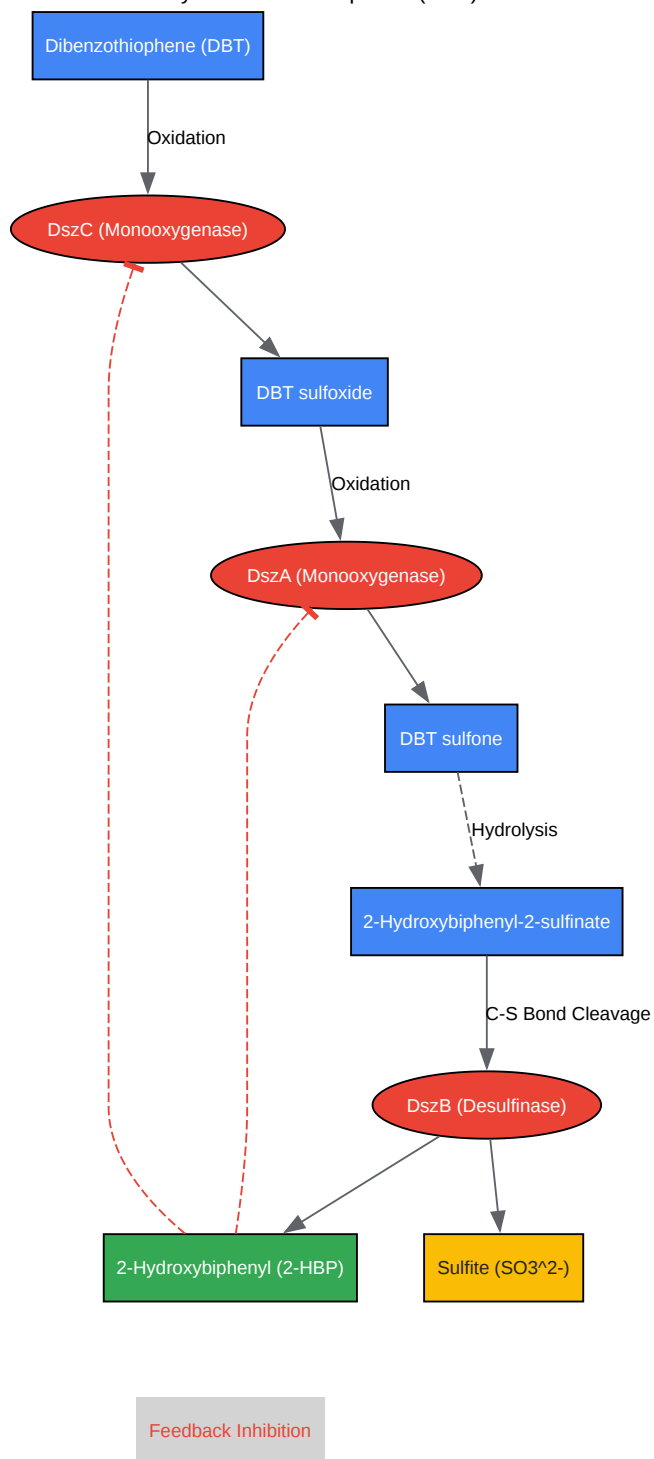 Dibenzothiophene (DBT)
Oxidation
DszC (Monooxygenase)
DBT sulfoxide
Oxidation
DszA (Monooxygenase)
DBT sulfone
Hydrolysis
2-Hydroxybiphenyl-2-sulfinate
C-S Bond Cleavage
DszB (Desulfinase)
2-Hydroxybiphenyl (2-HBP)
Sulfite (SO3^2-)
Feedback Inhibition